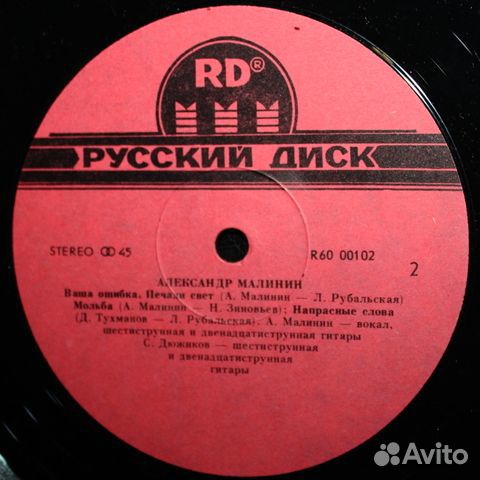 RD®
РУССКИЙ ДИСК
STEREO ꝏ 45
R60 00102
2
АЛЕКСАНДР МАЛИНИН
Ваша ошибка, Печали свет (А. Малинин — Л. Рубальская)
Мольба (А. Малинин — Н. Зиновьев); Напрасные слова
(Д. Тухманов — Л. Рубальская). А. Малинин — вокал,
шестиструнная и двенадцатиструнная гитары
С. Дюжиков — шестиструнная
и двенадцатиструнная
гитары
Avito